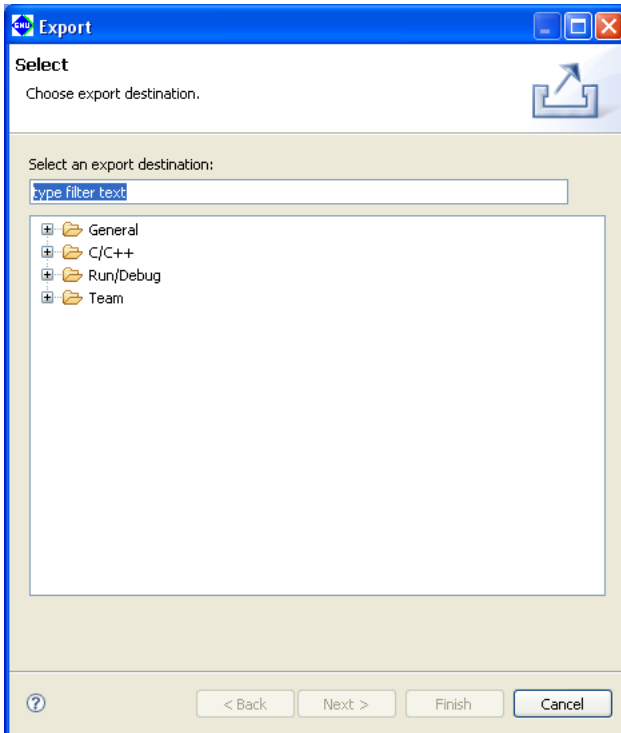 Export
Select
Choose export destination.
Select an export destination:
type filter text
General
C/C++
Run/Debug
Team
< Back Next > Finish Cancel